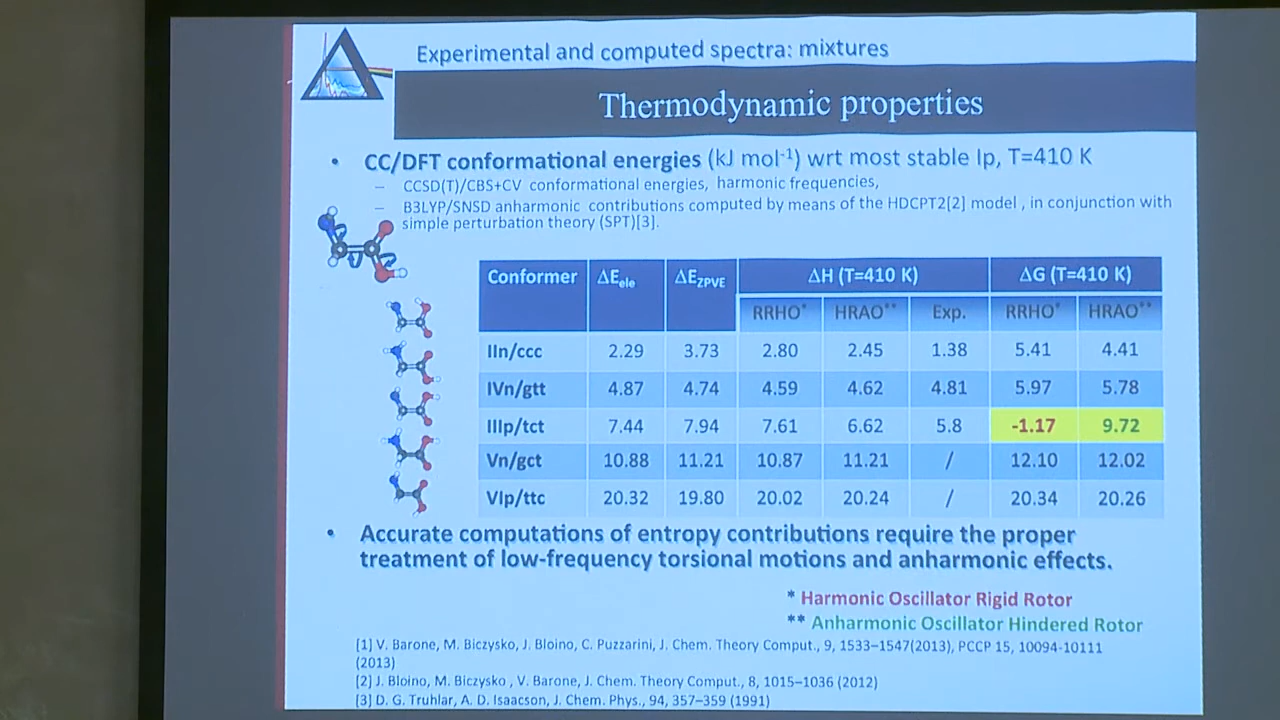 Experimental and computed spectra: mixtures
Thermodynamic properties
• CC/DFT conformational energies (kJ mol-1) wrt most stable Ip, T=410 K
– CCSD(T)/CBS+CV conformational energies, harmonic frequencies,
– B3LYP/SNSD anharmonic contributions computed by means of the HDCPT2[2] model , in conjunction with
simple perturbation theory (SPT)[3].
Conformer ΔEele ΔEZPVE ΔH (T=410 K) ΔG (T=410 K)
RRHO* HRAO** Exp. RRHO* HRAO**
IIn/ccc 2.29 3.73 2.80 2.45 1.38 5.41 4.41
IVn/gtt 4.87 4.74 4.59 4.62 4.81 5.97 5.78
IIIp/tct 7.44 7.94 7.61 6.62 5.8 -1.17 9.72
Vn/gct 10.88 11.21 10.87 11.21 / 12.10 12.02
VIp/ttc 20.32 19.80 20.02 20.24 / 20.34 20.26
• Accurate computations of entropy contributions require the proper
treatment of low-frequency torsional motions and anharmonic effects.
* Harmonic Oscillator Rigid Rotor
** Anharmonic Oscillator Hindered Rotor
[1] V. Barone, M. Biczysko, J. Bloino, C. Puzzarini, J. Chem. Theory Comput., 9, 1533–1547(2013), PCCP 15, 10094-10111
(2013)
[2] J. Bloino, M. Biczysko , V. Barone, J. Chem. Theory Comput., 8, 1015–1036 (2012)
[3] D. G. Truhlar, A. D. Isaacson, J. Chem. Phys., 94, 357–359 (1991)